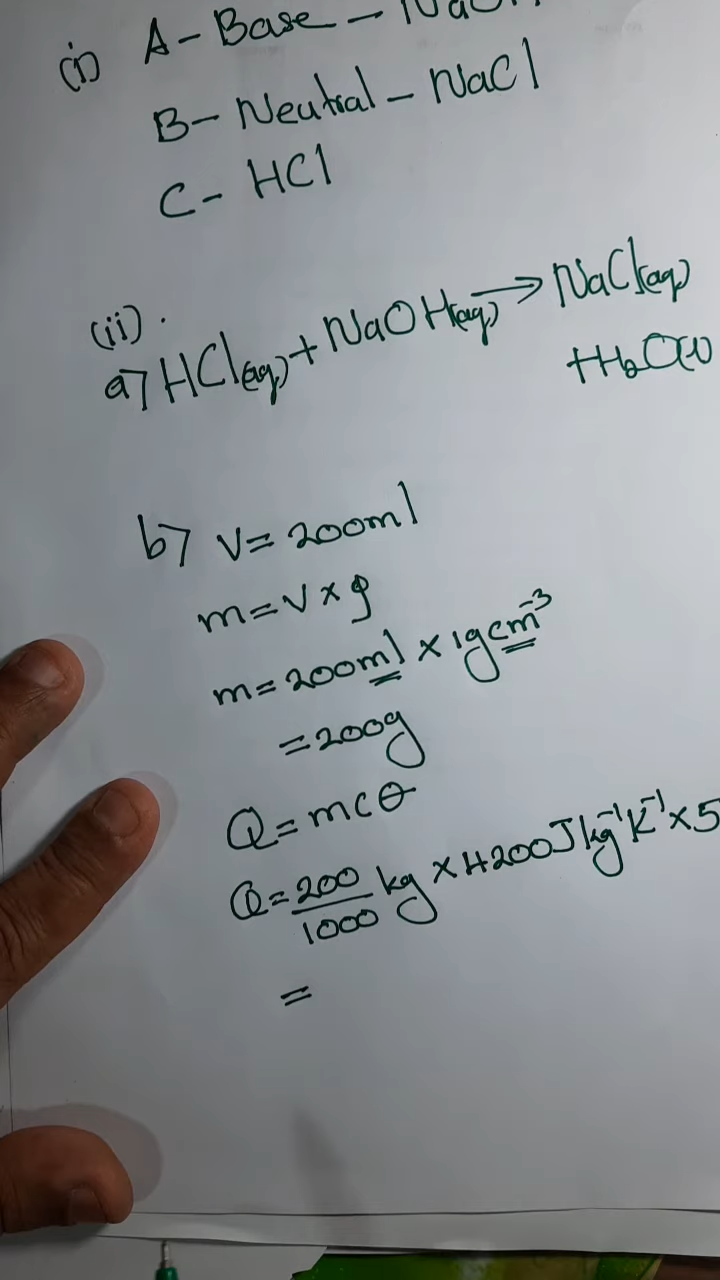 (i) A - Base - NaOH
B - Neutral - NaCl
C - HCl
(ii).
a) HCl(aq) + NaOH(aq) → NaCl(aq)
+ H₂O(l)
b) V = 200ml
m = V × ρ
m = 200ml × 1gcm⁻³
= 200g
Q = mcθ
Q = 200/1000 kg × 4200Jkg⁻¹K⁻¹ × 5
=